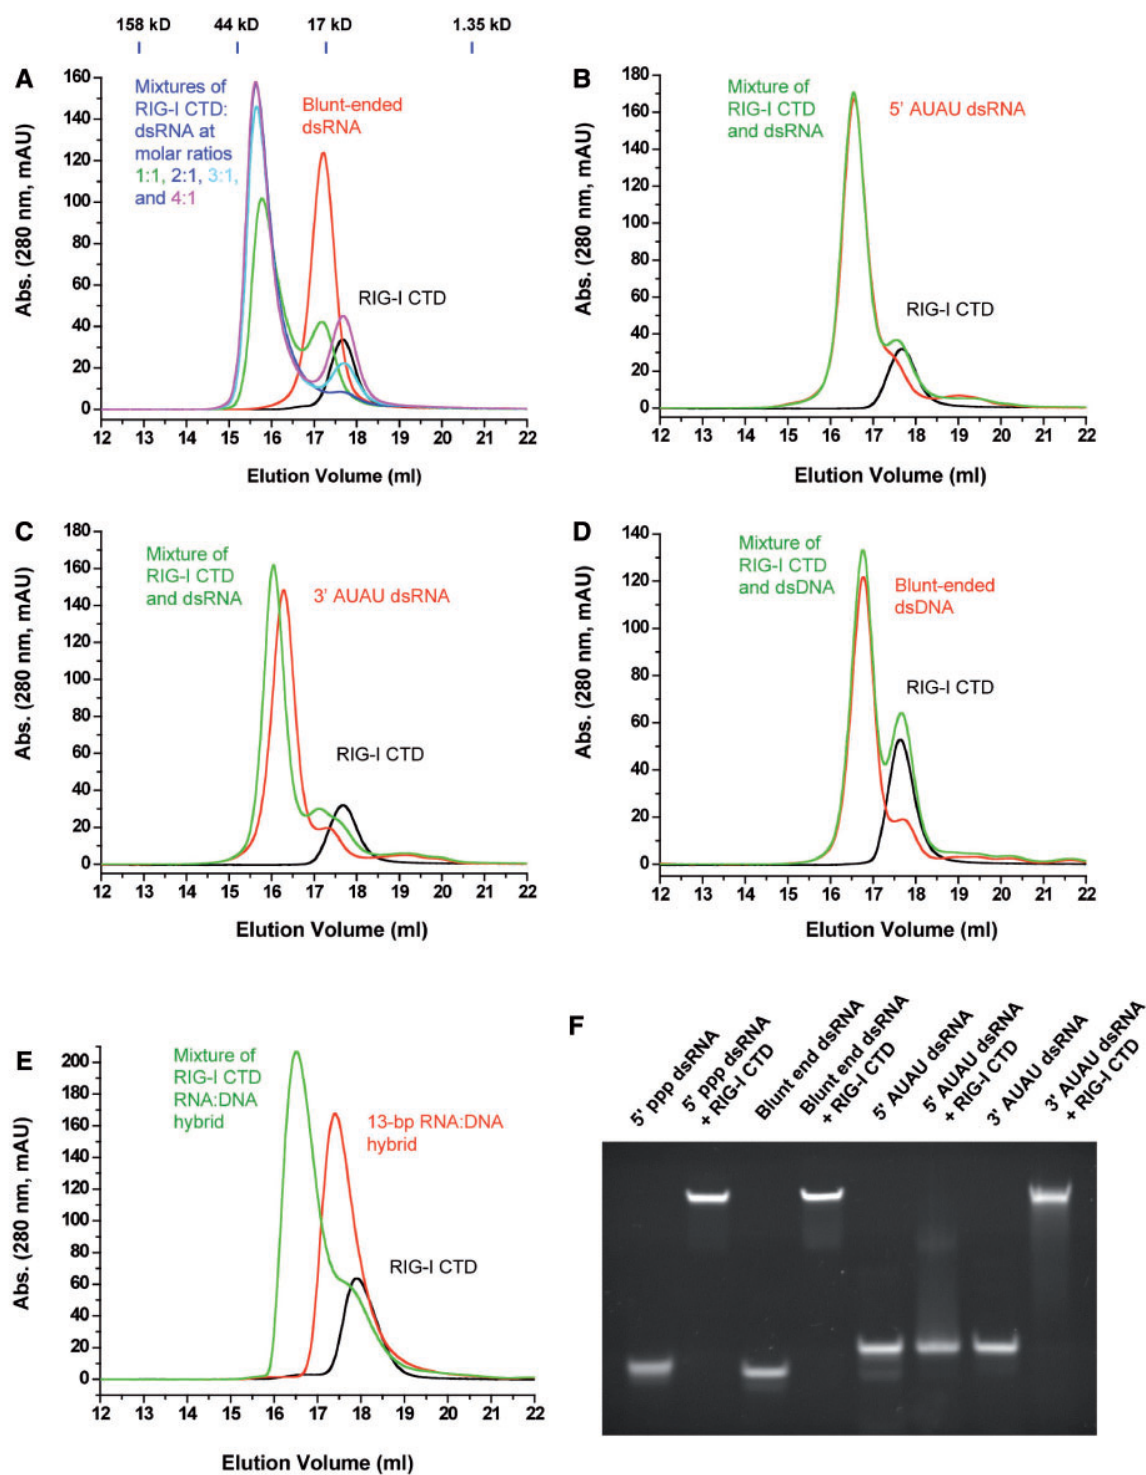 158 kD 44 kD 17 kD 1.35 kD
A
Mixtures of
RIG-I CTD:
dsRNA at
molar ratios
1:1, 2:1, 3:1,
and 4:1
Blunt-ended
dsRNA
RIG-I CTD
Abs. (280 nm, mAU)
160
140
120
100
80
60
40
20
0
12 13 14 15 16 17 18 19 20 21 22
Elution Volume (ml)
B
Mixture of
RIG-I CTD
and dsRNA
5' AUAU dsRNA
RIG-I CTD
Abs. (280 nm, mAU)
180
160
140
120
100
80
60
40
20
0
12 13 14 15 16 17 18 19 20 21 22
Elution Volume (ml)
C
Mixture of
RIG-I CTD
and dsRNA
3' AUAU dsRNA
RIG-I CTD
Abs. (280 nm, mAU)
180
160
140
120
100
80
60
40
20
0
12 13 14 15 16 17 18 19 20 21 22
Elution Volume (ml)
D
Mixture of
RIG-I CTD
and dsDNA
Blunt-ended
dsDNA
RIG-I CTD
Abs. (280 nm, mAU)
140
120
100
80
60
40
20
0
12 13 14 15 16 17 18 19 20 21 22
Elution Volume (ml)
E
Mixture of
RIG-I CTD
RNA:DNA
hybrid
13-bp RNA:DNA
hybrid
RIG-I CTD
Abs. (280 nm, mAU)
200
180
160
140
120
100
80
60
40
20
0
12 13 14 15 16 17 18 19 20 21 22
Elution Volume (ml)
F
5' ppp dsRNA
5' ppp dsRNA
+ RIG-I CTD
Blunt end dsRNA
Blunt end dsRNA
+ RIG-I CTD
5' AUAU dsRNA
5' AUAU dsRNA
+ RIG-I CTD
3' AUAU dsRNA
3' AUAU dsRNA
+ RIG-I CTD